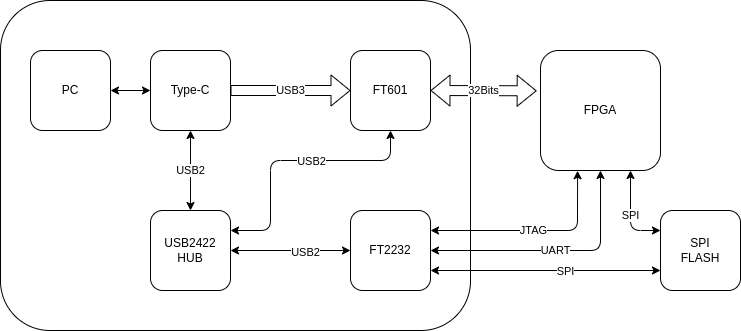 PC
Type-C
USB3
FT601
32Bits
FPGA
USB2
USB2
SPI
USB2422
HUB
USB2
FT2232
JTAG
UART
SPI
SPI
FLASH